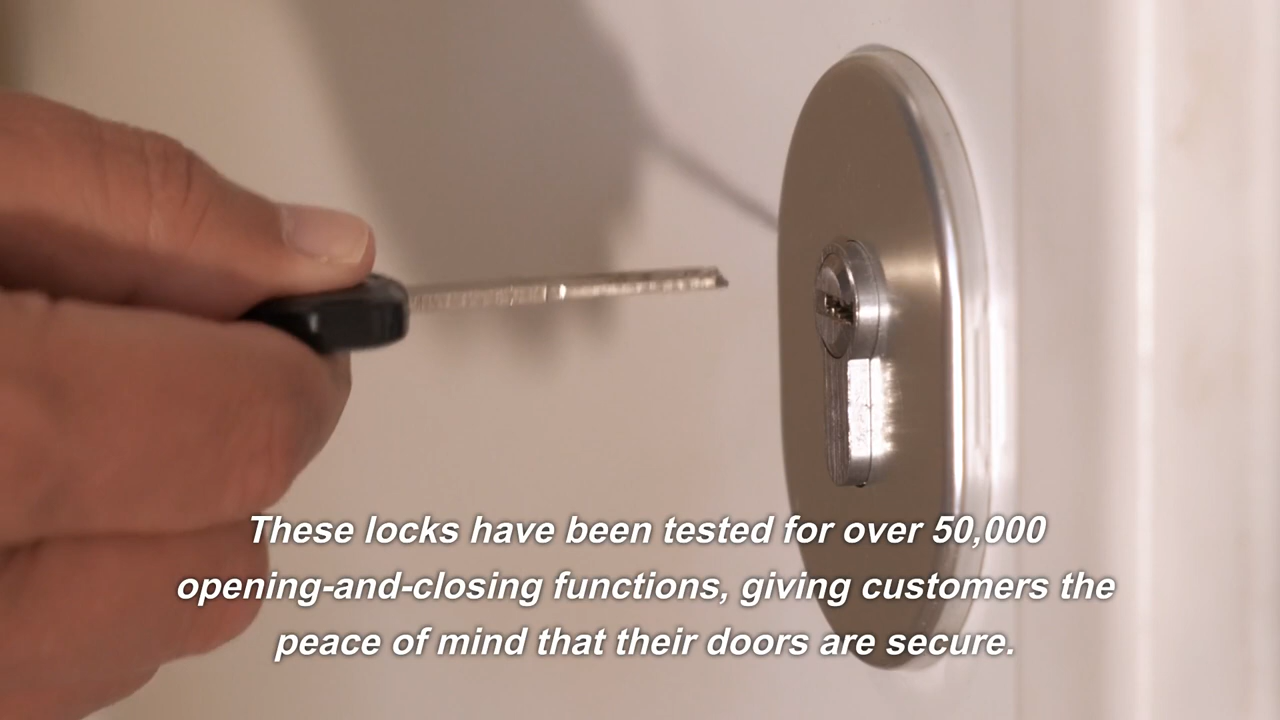 These locks have been tested for over 50,000
opening-and-closing functions, giving customers the
peace of mind that their doors are secure.